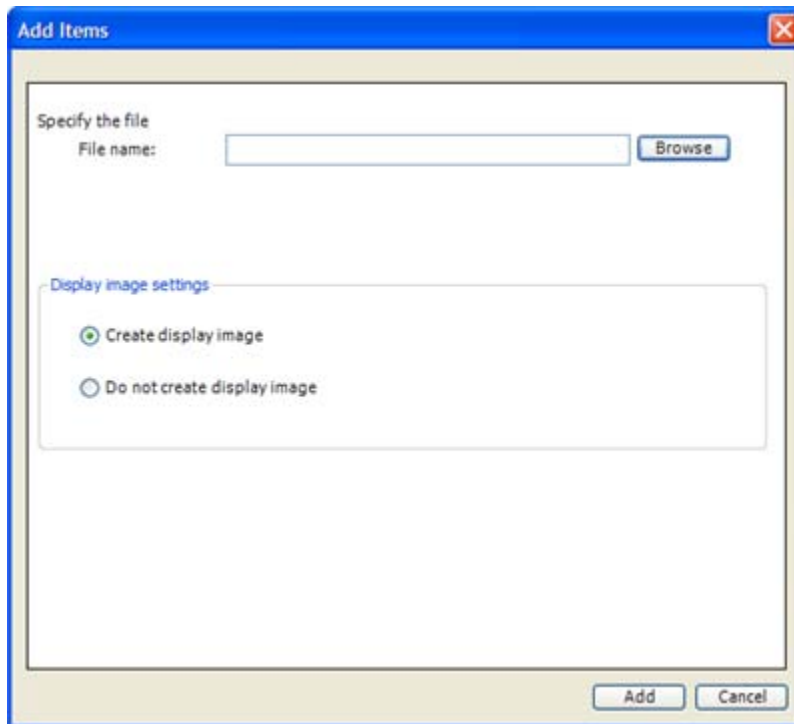 Add Items
Specify the file
File name:
Browse
Display image settings
Create display image
Do not create display image
Add Cancel